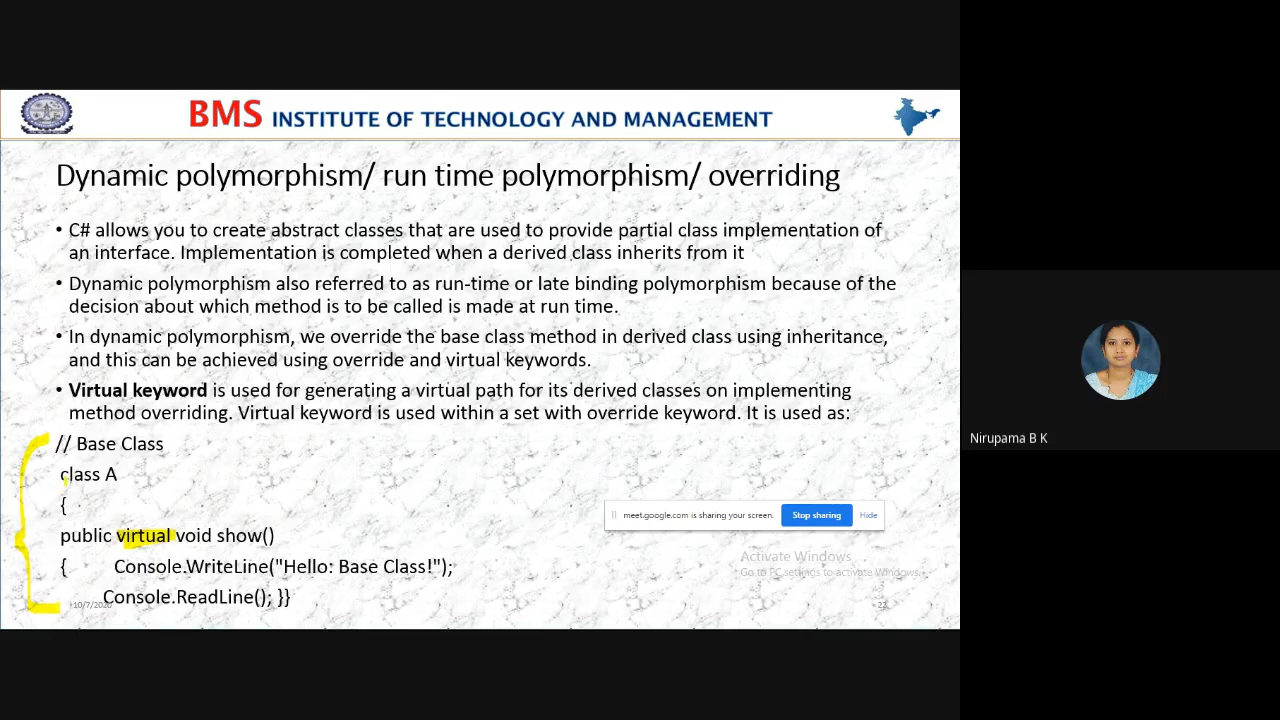 BMS INSTITUTE OF TECHNOLOGY AND MANAGEMENT
Dynamic polymorphism/ run time polymorphism/ overriding
• C# allows you to create abstract classes that are used to provide partial class implementation of
an interface. Implementation is completed when a derived class inherits from it
• Dynamic polymorphism also referred to as run-time or late binding polymorphism because of the
decision about which method is to be called is made at run time.
• In dynamic polymorphism, we override the base class method in derived class using inheritance,
and this can be achieved using override and virtual keywords.
• Virtual keyword is used for generating a virtual path for its derived classes on implementing
method overriding. Virtual keyword is used within a set with override keyword. It is used as:
// Base Class
class A
{
public virtual void show()
{ Console.WriteLine("Hello: Base Class!");
Console.ReadLine(); }}
10/7/2020
22
meet.google.com is sharing your screen. Stop sharing Hide
Activate Windows
Go to PC settings to activate Windows.
Nirupama B K